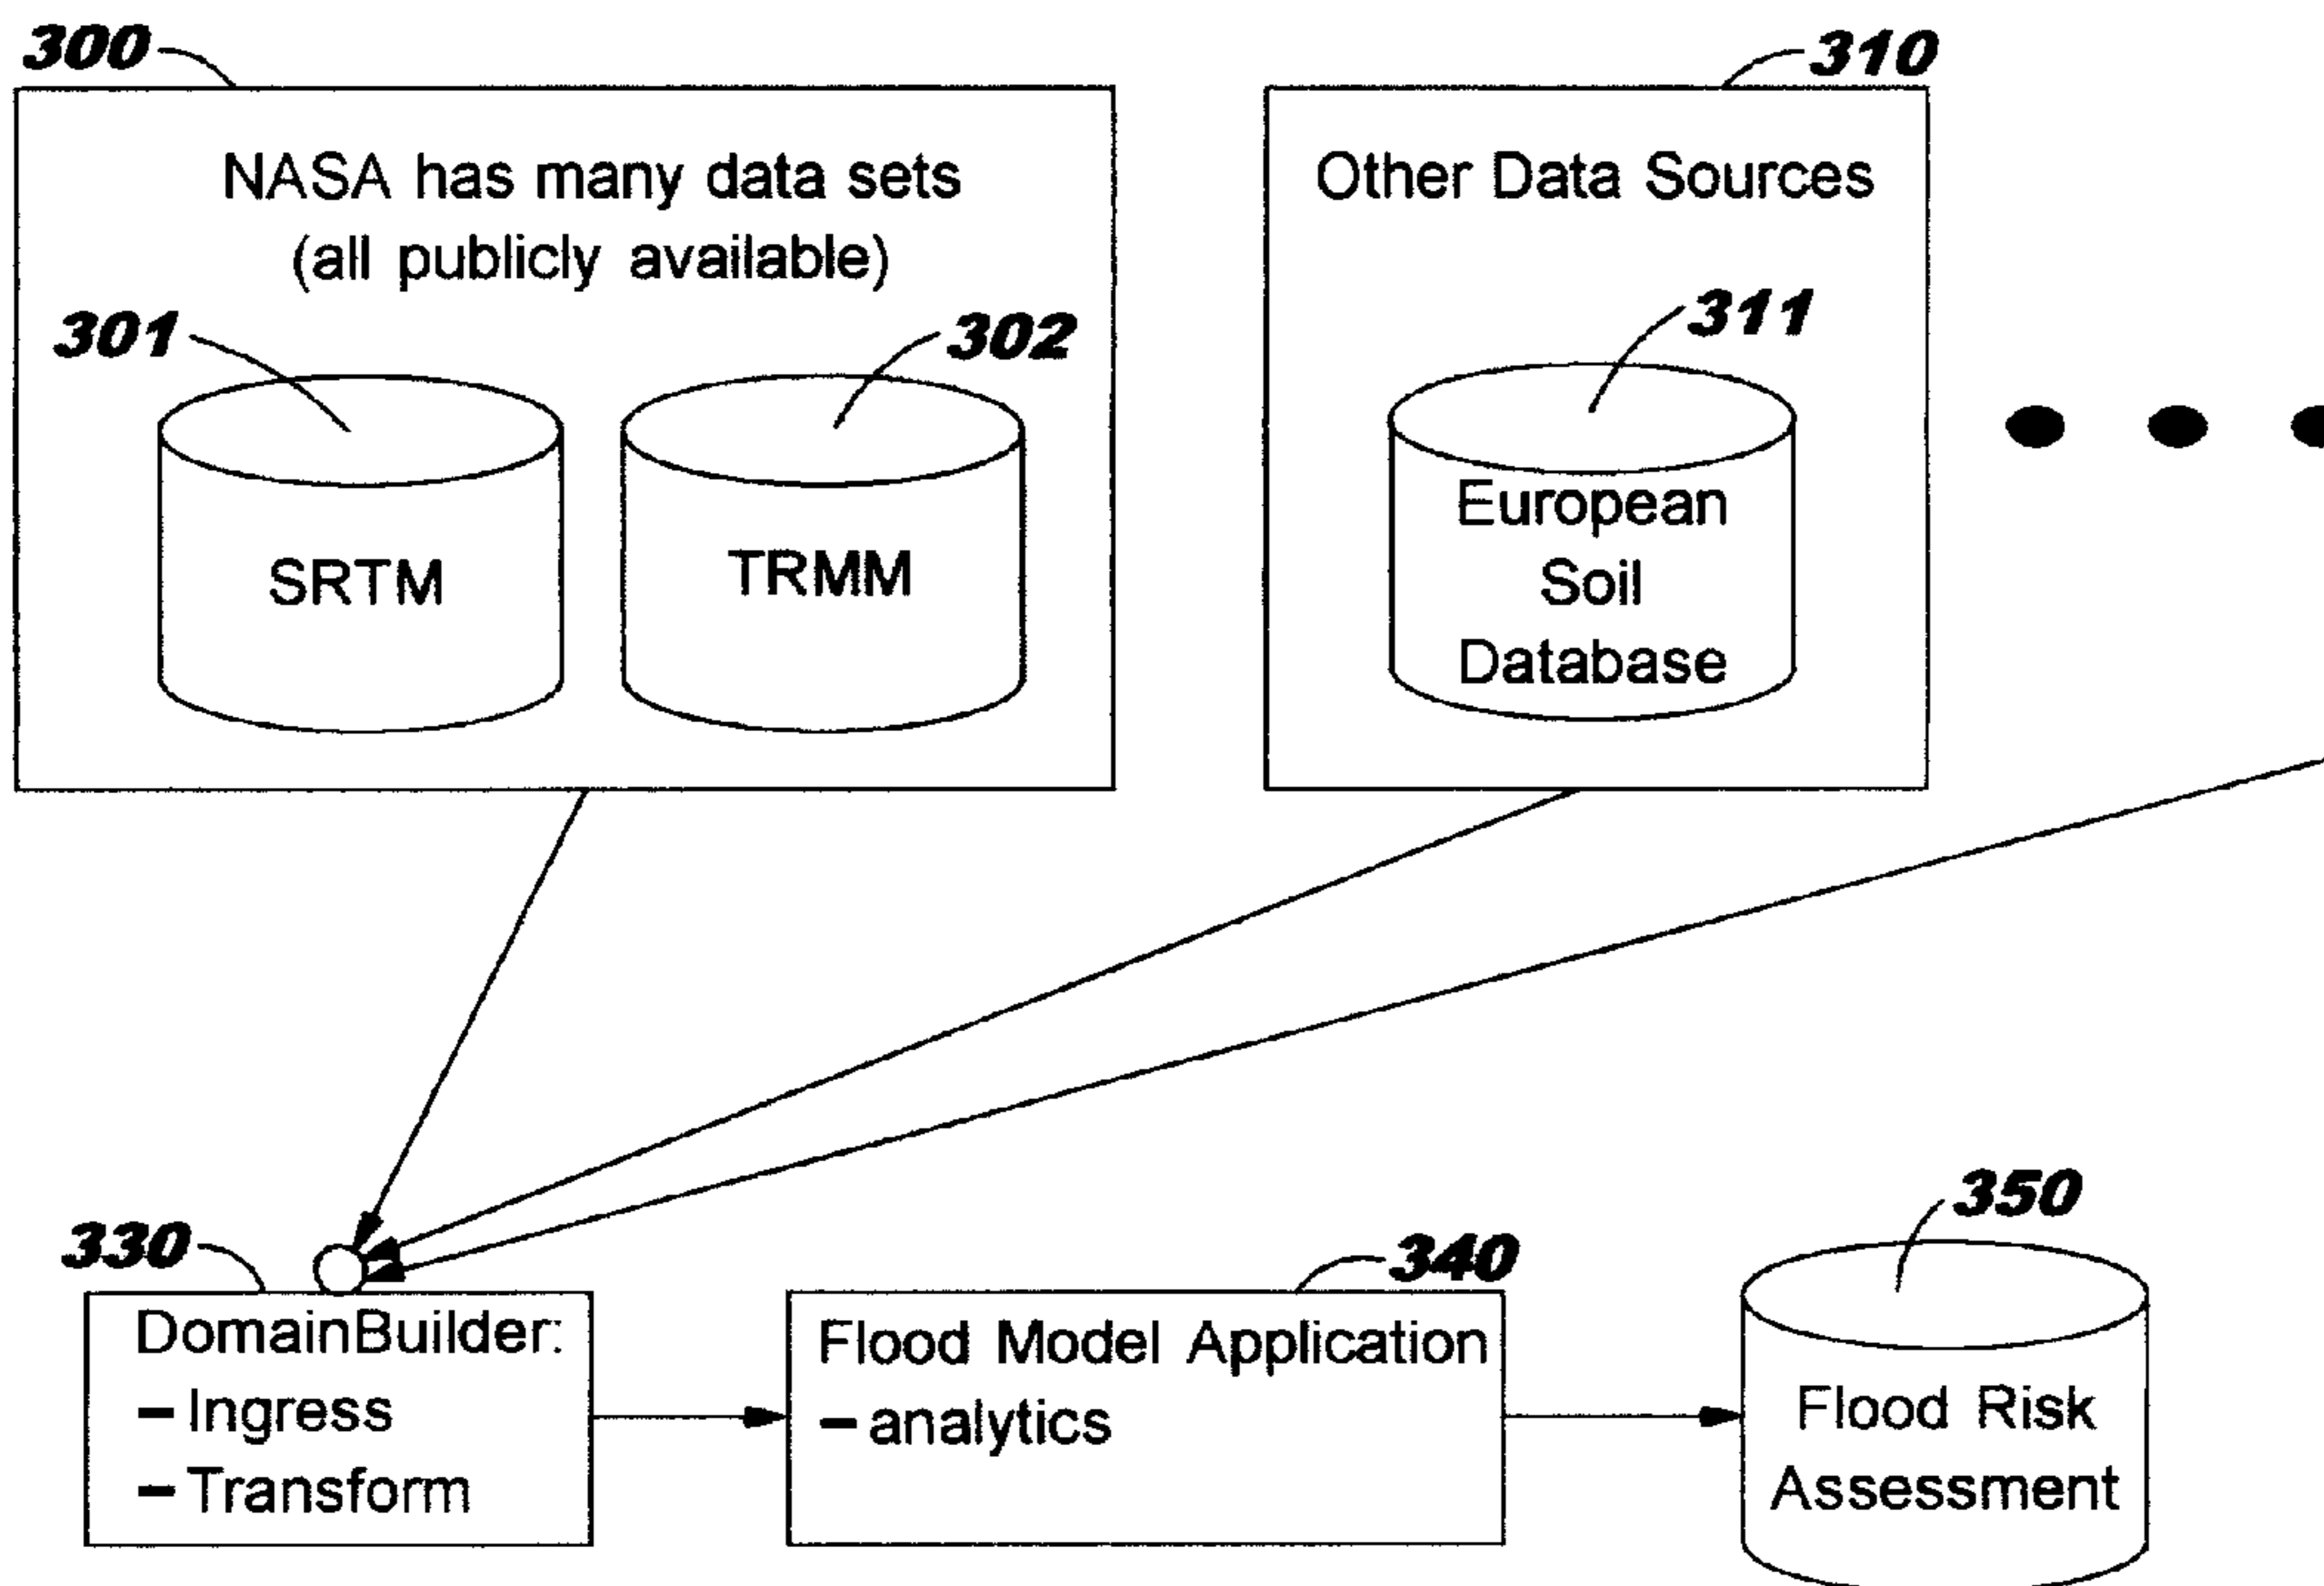 300
310
NASA has many data sets
(all publicly available)
Other Data Sources
301
302
311
SRTM
TRMM
European
Soil
Database
330
340
350
DomainBuilder:
– Ingress
– Transform
Flood Model Application
– analytics
Flood Risk
Assessment